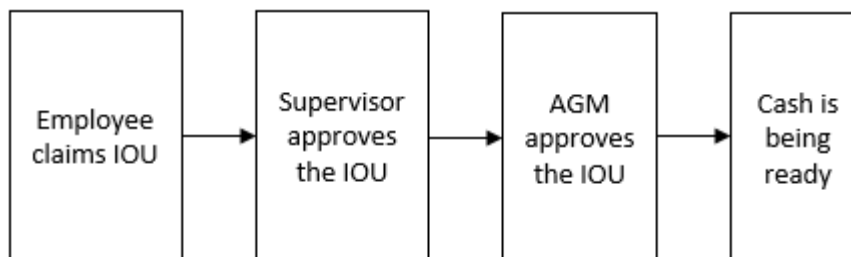 Employee
claims IOU
Supervisor
approves
the IOU
AGM
approves
the IOU
Cash is
being
ready